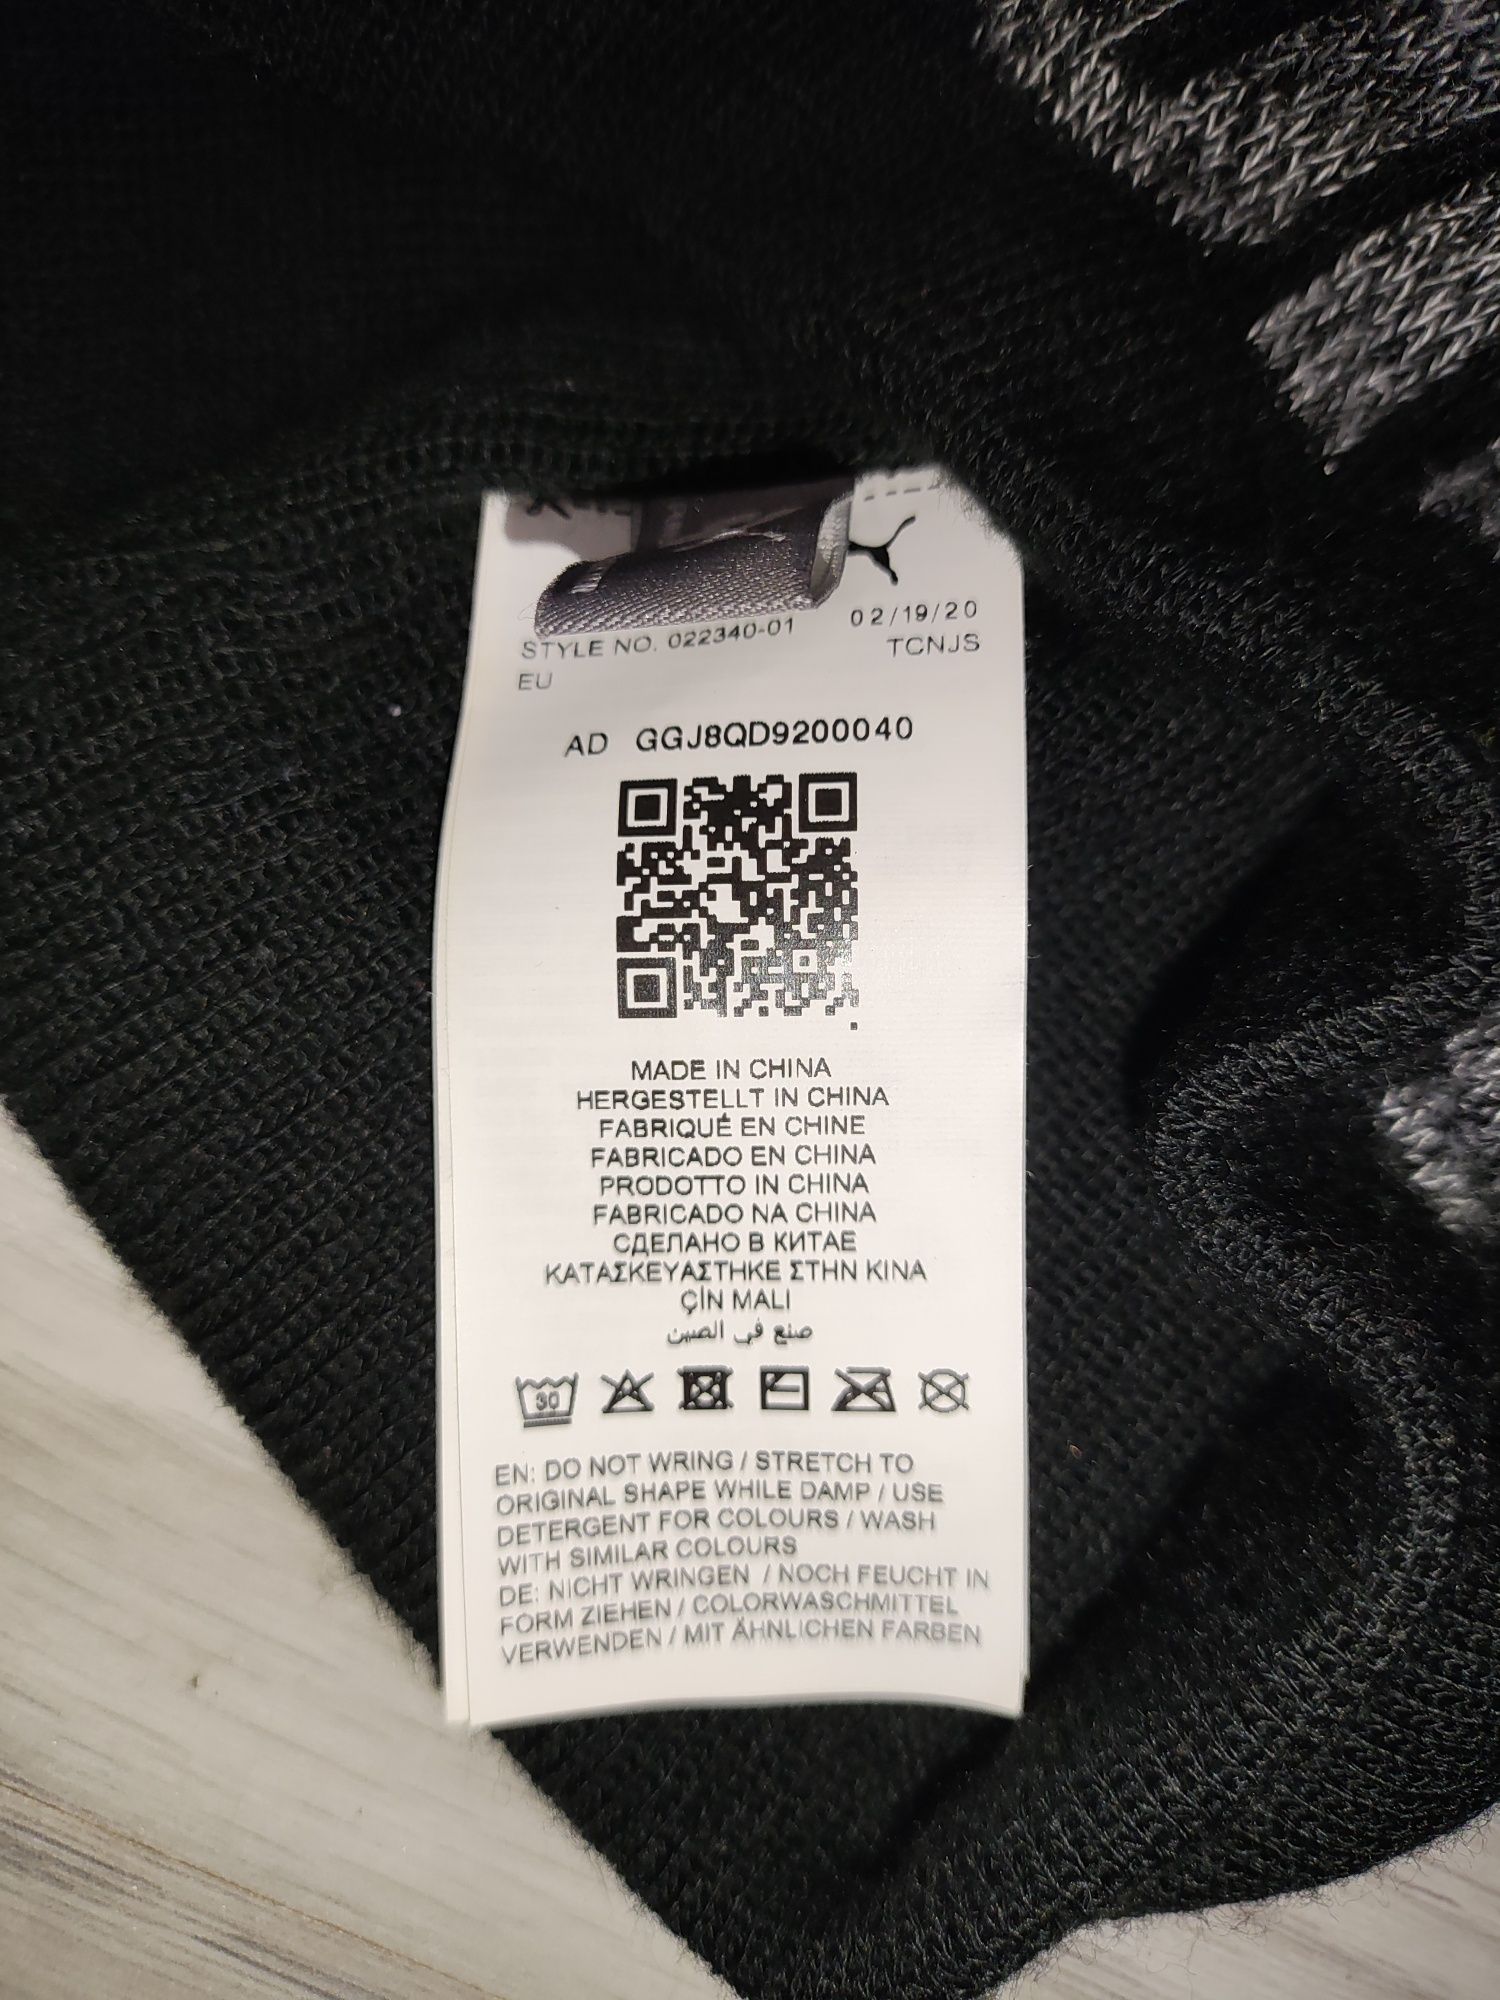 STYLE NO. 022340-01
02/19/20
TCNJS
EU
AD GGJ8QD9200040
MADE IN CHINA
HERGESTELLT IN CHINA
FABRIQUÉ EN CHINE
FABRICADO EN CHINA
PRODOTTO IN CHINA
FABRICADO NA CHINA
СДЕЛАНО В КИТАЕ
ΚΑΤΑΣΚΕΥΑΣΤΗΚΕ ΣΤΗΝ ΚΙΝΑ
ÇİN MALI
صنع في الصين
30
EN: DO NOT WRING / STRETCH TO
ORIGINAL SHAPE WHILE DAMP / USE
DETERGENT FOR COLOURS / WASH
WITH SIMILAR COLOURS
DE: NICHT WRINGEN / NOCH FEUCHT IN
FORM ZIEHEN / COLORWASCHMITTEL
VERWENDEN / MIT ÄHNLICHEN FARBEN